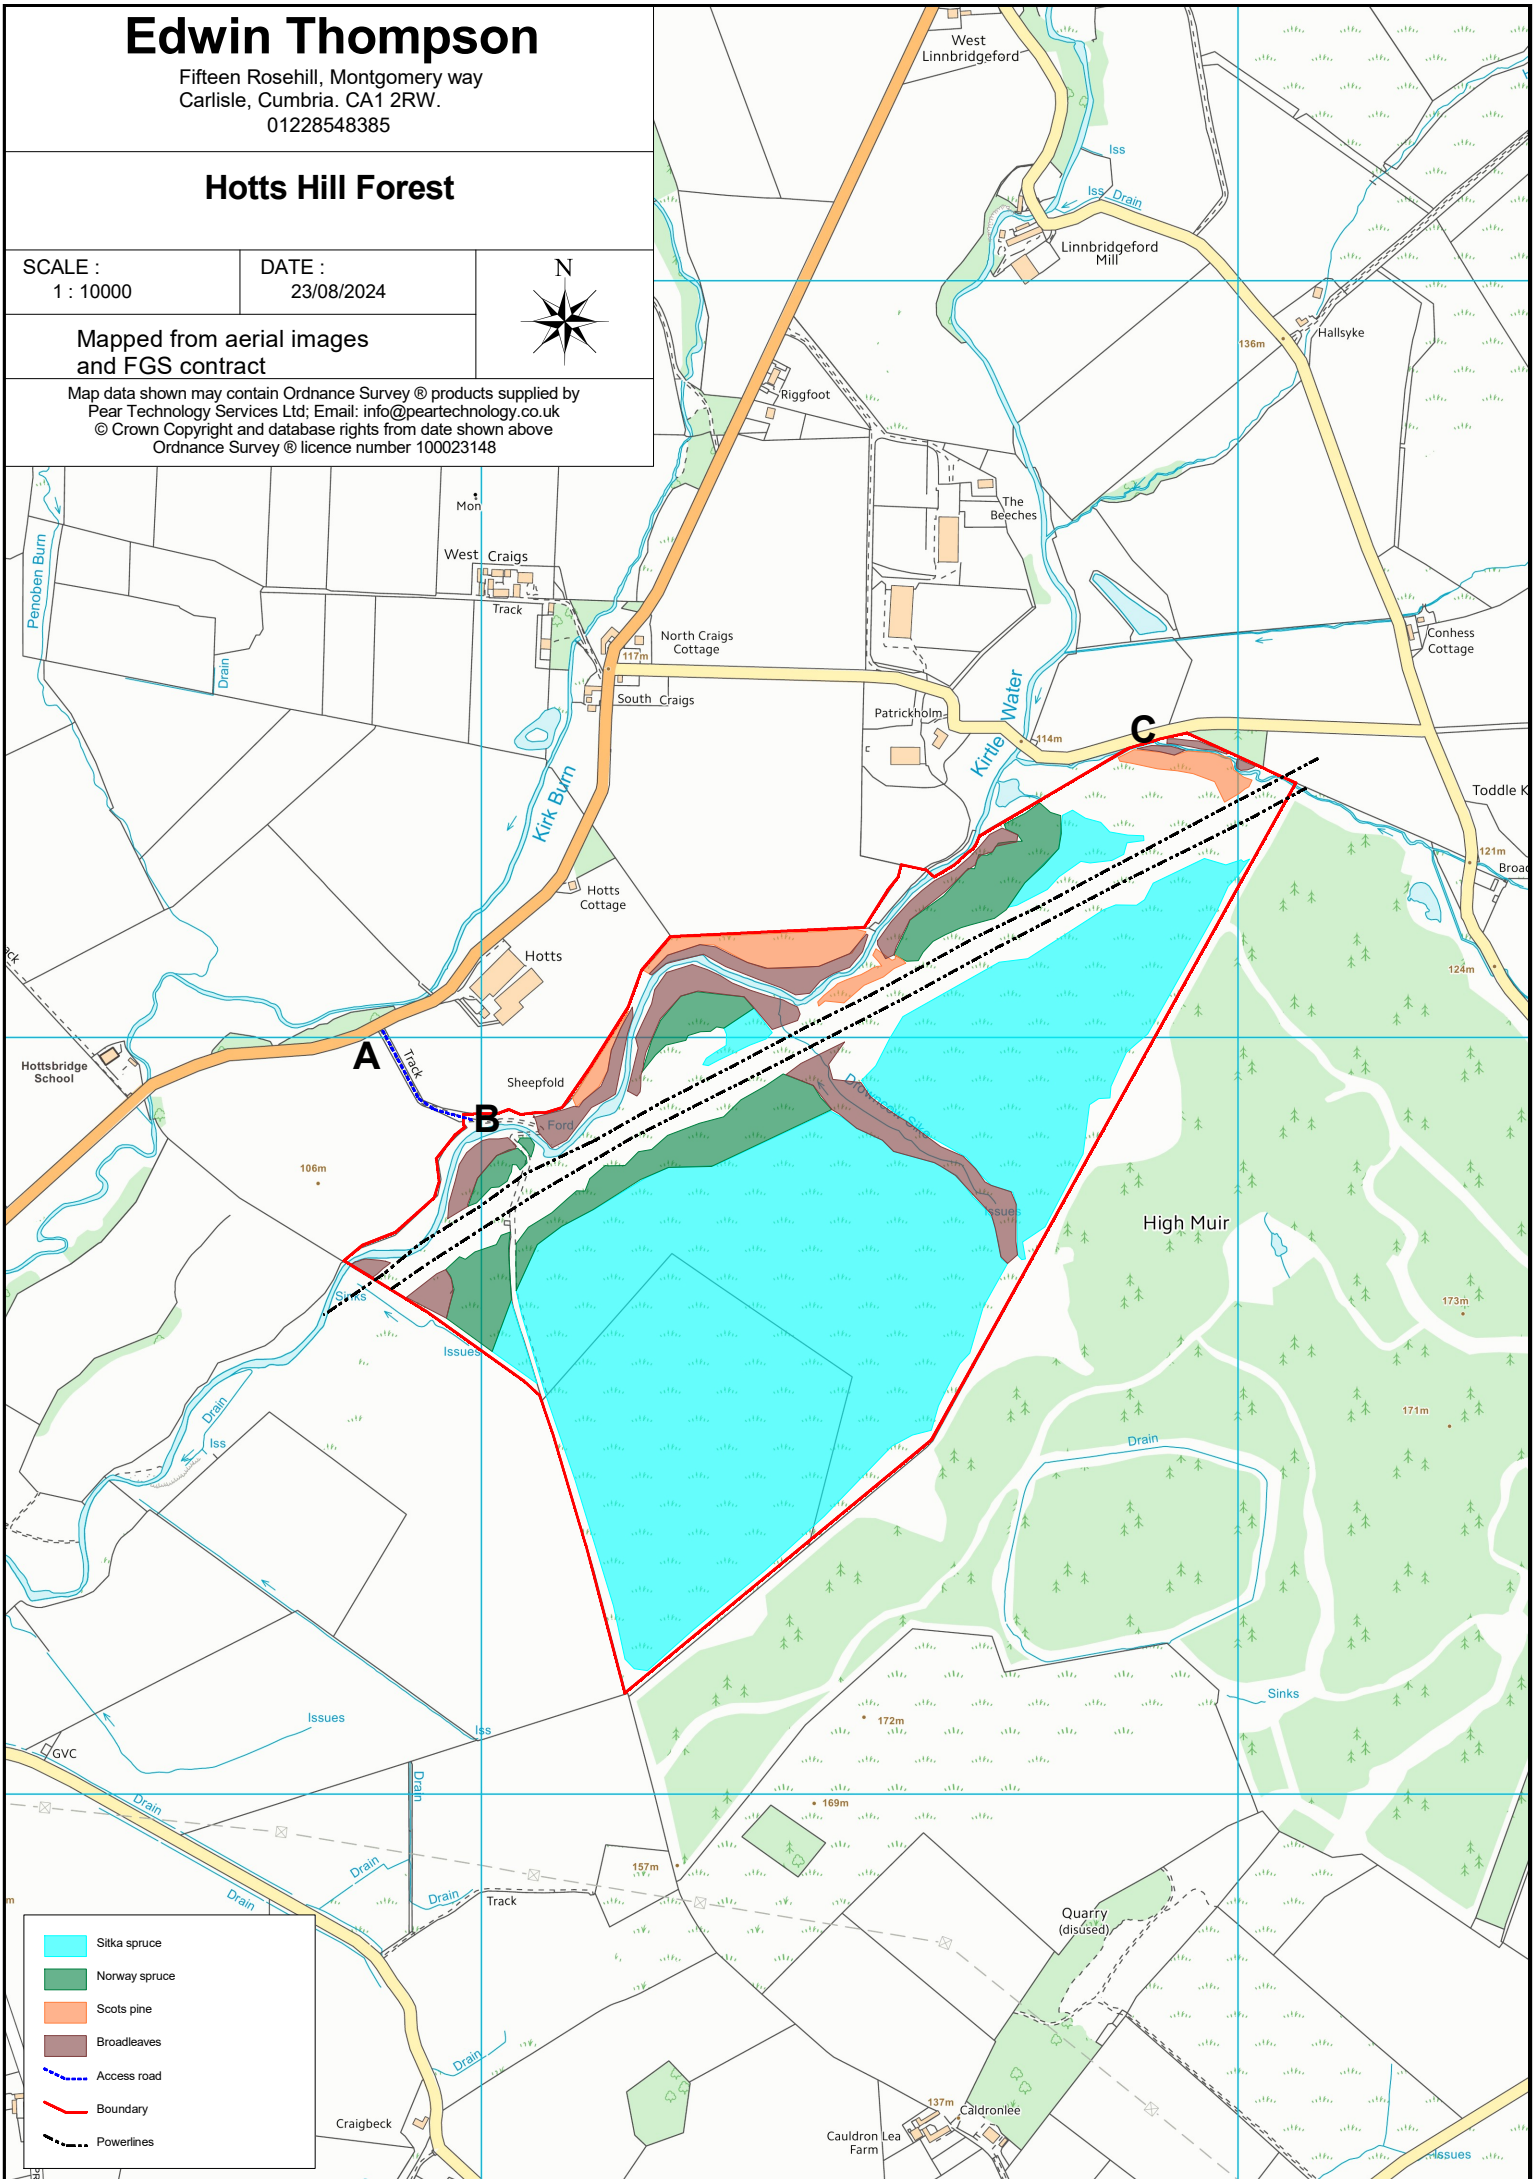 Edwin Thompson
Fifteen Rosehill, Montgomery way
Carlisle, Cumbria. CA1 2RW.
01228548385
Hotts Hill Forest
SCALE :
1 : 10000
DATE :
23/08/2024
N
Mapped from aerial images
and FGS contract
Map data shown may contain Ordnance Survey ® products supplied by
Pear Technology Services Ltd; Email: info@peartechnology.co.uk
© Crown Copyright and database rights from date shown above
Ordnance Survey ® licence number 100023148
West
Linnbridgeford
Iss
Iss
Drain
Linnbridgeford
Mill
Hallsyke
136m
Riggfoot
The
Beeches
Mon
West Craigs
Track
Penoben Burn
Drain
North Craigs
Cottage
117m
South Craigs
Conhess
Cottage
Patrickholm
Kirtle Water
114m
C
Kirk Burn
Toddle K
121m
Broad
Hotts
Cottage
Hotts
124m
Track
A
Hottsbridge
School
Sheepfold
B
Ford
Drowncow Sike
106m
Issues
High Muir
Sinks
Issues
173m
171m
Drain
Iss
Drain
Issues
Iss
Sinks
172m
GVC
Drain
Drain
169m
157m
Drain
Drain
Drain
Track
Quarry
(disused)
m
Sitka spruce
Norway spruce
Scots pine
Broadleaves
Access road
Boundary
Powerlines
Drain
Craigbeck
137m
Caldronlee
Cauldron Lea
Farm
Issues